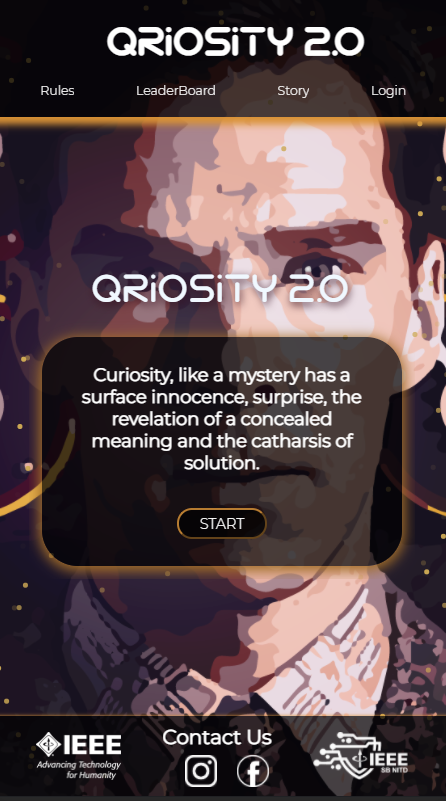 QRiOSiTY 2.0
Rules LeaderBoard Story Login
QRiOSiTY 2.0
Curiosity, like a mystery has a
surface innocence, surprise, the
revelation of a concealed
meaning and the catharsis of
solution.
START
Contact Us
IEEE
Advancing Technology
for Humanity
IEEE
SB NITD